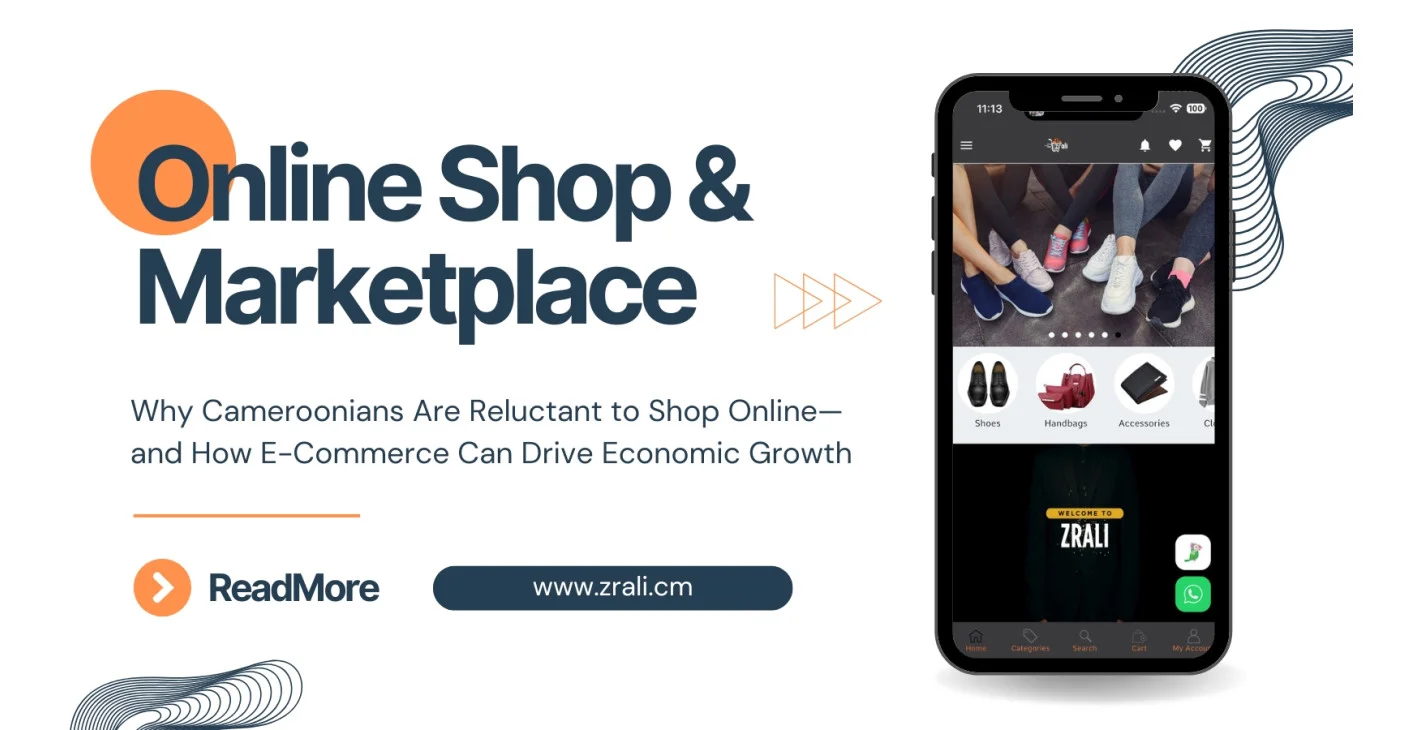 Online Shop &
Marketplace
Why Cameroonians Are Reluctant to Shop Online—
and How E-Commerce Can Drive Economic Growth
ReadMore
www.zrali.cm
11:13
100
Shoes
Handbags
Accessories
WELCOME TO
ZRALI
Home
Categories
Search
Cart
My Accou